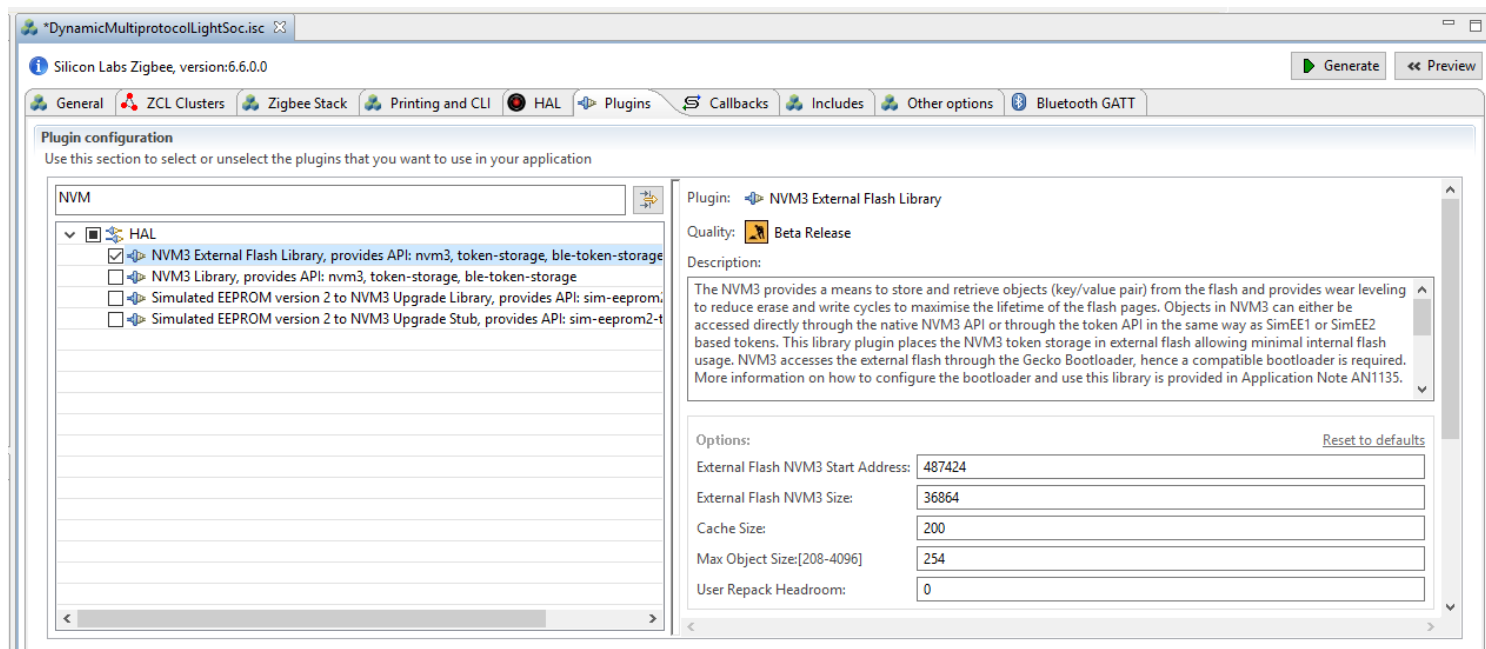 *DynamicMultiprotocolLightSoc.isc
Silicon Labs Zigbee, version:6.6.0.0
Generate
Preview
General
ZCL Clusters
Zigbee Stack
Printing and CLI
HAL
Plugins
Callbacks
Includes
Other options
Bluetooth GATT
Plugin configuration
Use this section to select or unselect the plugins that you want to use in your application
NVM
HAL
NVM3 External Flash Library, provides API: nvm3, token-storage, ble-token-storage
NVM3 Library, provides API: nvm3, token-storage, ble-token-storage
Simulated EEPROM version 2 to NVM3 Upgrade Library, provides API: sim-eeprom
Simulated EEPROM version 2 to NVM3 Upgrade Stub, provides API: sim-eeprom2-t
Plugin: NVM3 External Flash Library
Quality: Beta Release
Description:
The NVM3 provides a means to store and retrieve objects (key/value pair) from the flash and provides wear leveling
to reduce erase and write cycles to maximise the lifetime of the flash pages. Objects in NVM3 can either be
accessed directly through the native NVM3 API or through the token API in the same way as SimEE1 or SimEE2
based tokens. This library plugin places the NVM3 token storage in external flash allowing minimal internal flash
usage. NVM3 accesses the external flash through the Gecko Bootloader, hence a compatible bootloader is required.
More information on how to configure the bootloader and use this library is provided in Application Note AN1135.
Options:
Reset to defaults
External Flash NVM3 Start Address: 487424
External Flash NVM3 Size: 36864
Cache Size: 200
Max Object Size:[208-4096] 254
User Repack Headroom: 0